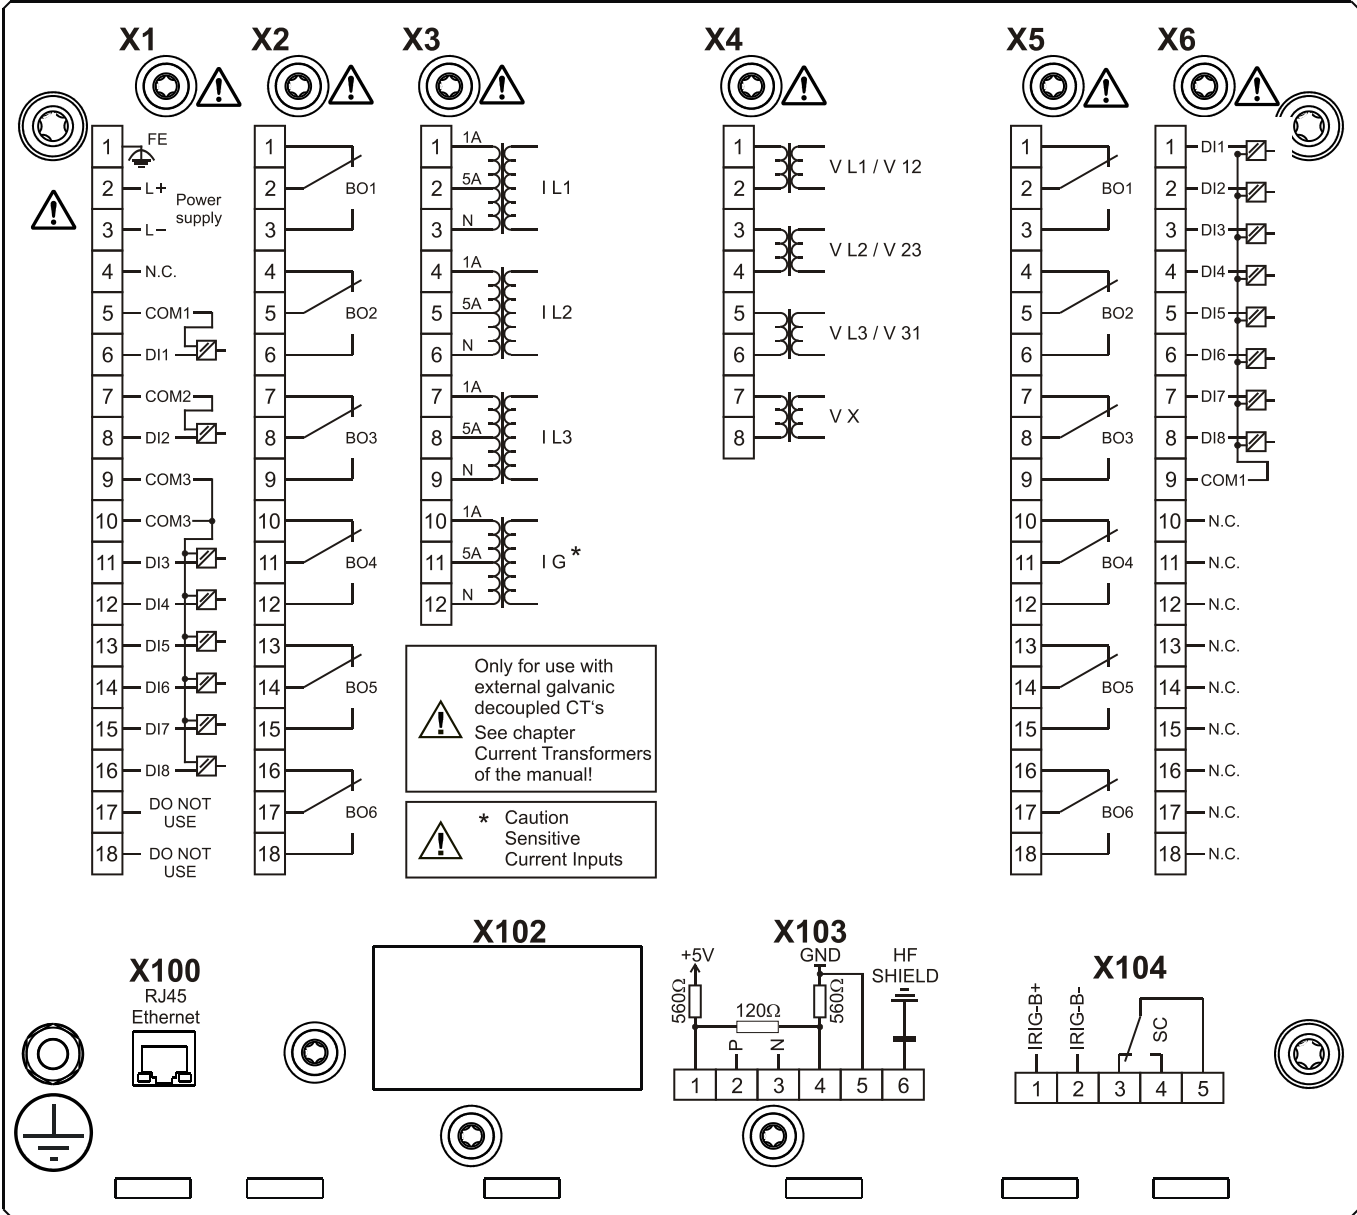 X1
X2
X3
X4
X5
X6
1 FE
2 L+
Power
supply
3 L−
4 N.C.
5 COM1
6 DI1
7 COM2
8 DI2
9 COM3
10 COM3
11 DI3
12 DI4
13 DI5
14 DI6
15 DI7
16 DI8
17 DO NOT
USE
18 DO NOT
USE
1
2 BO1
3
4
5 BO2
6
7
8 BO3
9
10
11 BO4
12
13
14 BO5
15
16
17 BO6
18
1 1A
2 5A I L1
3 N
4 1A
5 5A I L2
6 N
7 1A
8 5A I L3
9 N
10 1A
11 5A I G*
12 N
Only for use with
external galvanic
decoupled CT‘s
See chapter
Current Transformers
of the manual!
* Caution
Sensitive
Current Inputs
1
V L1 / V 12
2
3
V L2 / V 23
4
5
V L3 / V 31
6
7
V X
8
1
2 BO1
3
4
5 BO2
6
7
8 BO3
9
10
11 BO4
12
13
14 BO5
15
16
17 BO6
18
1 DI1
2 DI2
3 DI3
4 DI4
5 DI5
6 DI6
7 DI7
8 DI8
9 COM1
10 N.C.
11 N.C.
12 N.C.
13 N.C.
14 N.C.
15 N.C.
16 N.C.
17 N.C.
18 N.C.
X100
RJ45
Ethernet
X102
X103
+5V
GND
HF
SHIELD
560Ω
120Ω
560Ω
P
N
1 2 3 4 5 6
X104
IRIG-B+
IRIG-B-
SC
1 2 3 4 5